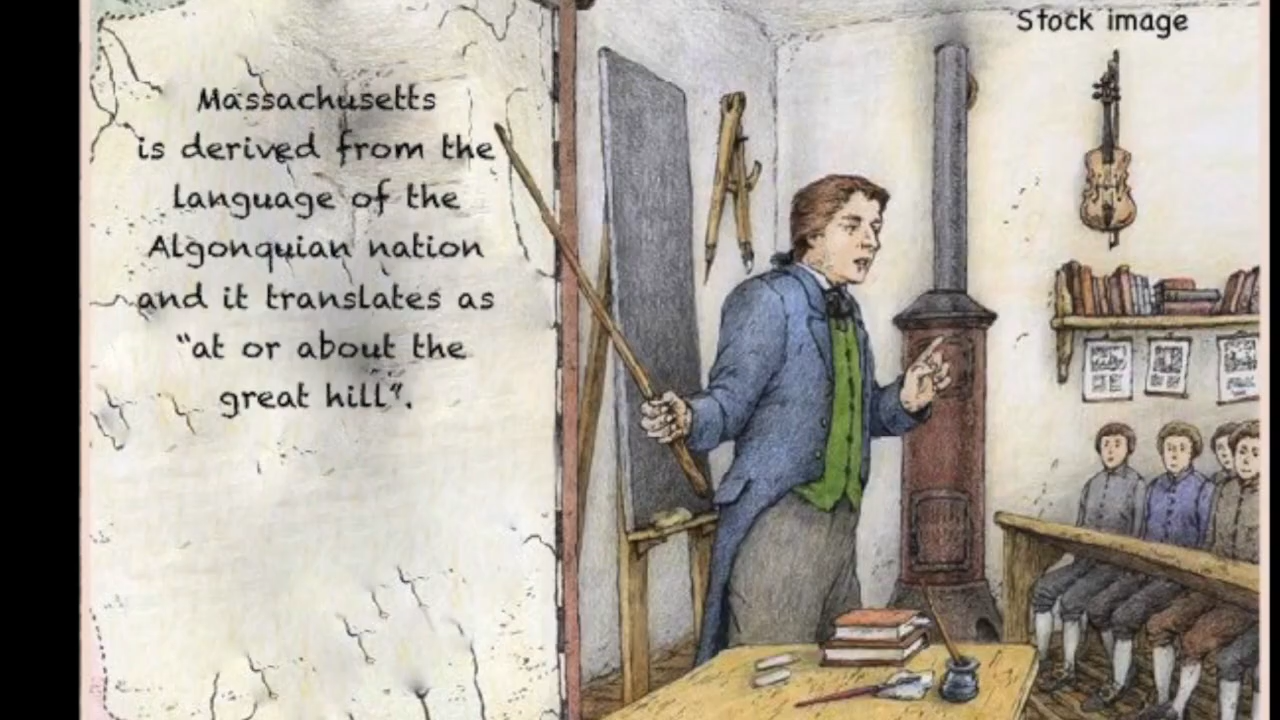 Stock image
Massachusetts
is derived from the
language of the
Algonquian nation
and it translates as
“at or about the
great hill”.